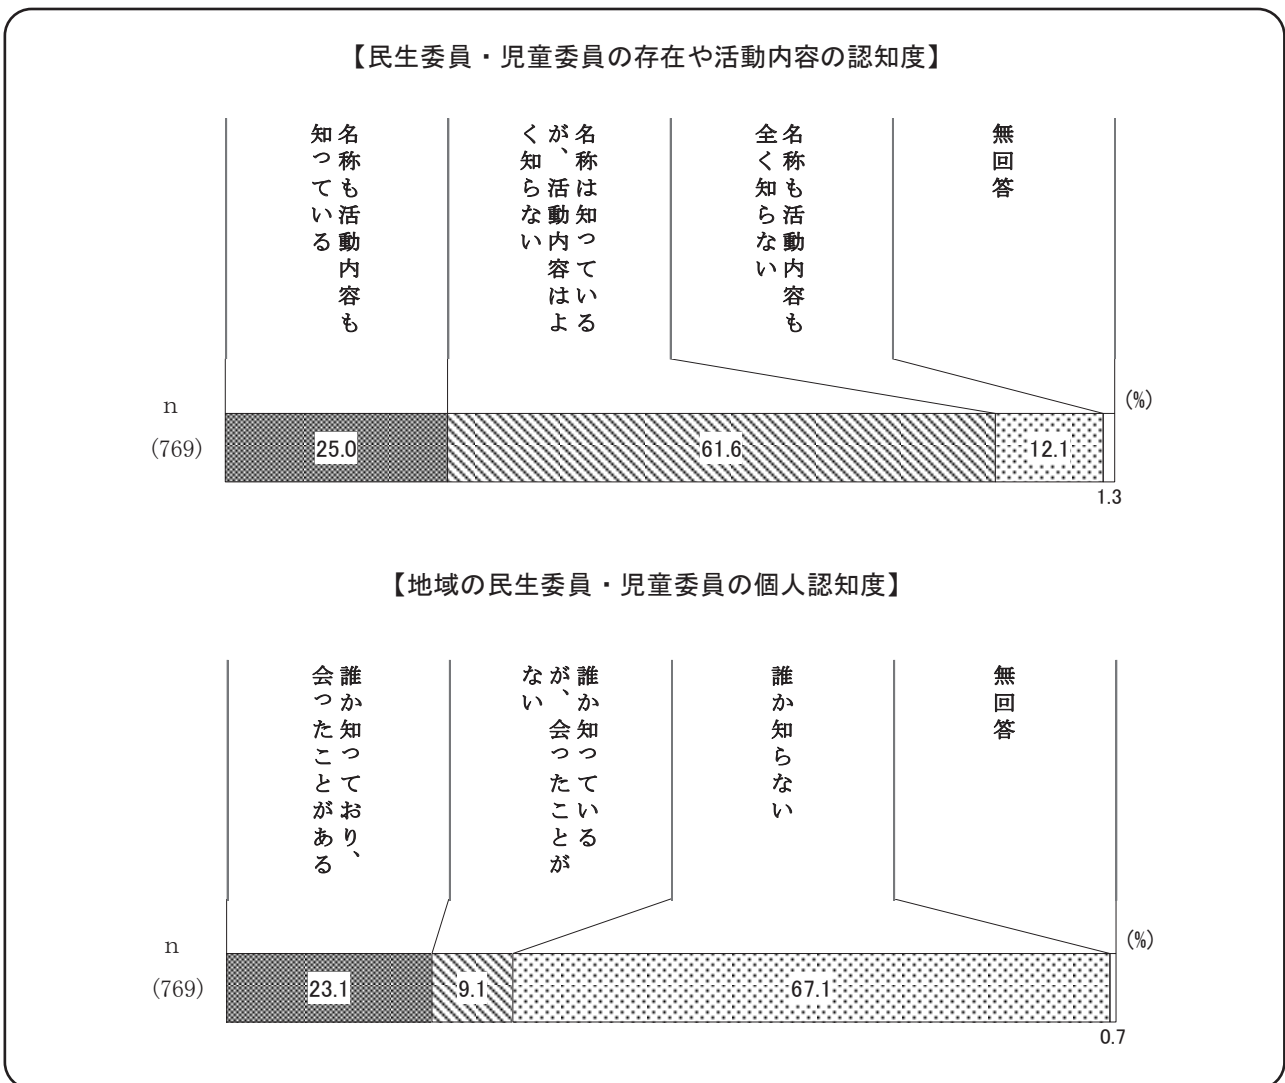 【民生委員・児童委員の存在や活動内容の認知度】
名称も活動内容も
知っている
名称は知っている
が、活動内容はよ
く知らない
名称も活動内容も
全く知らない
無回答
n
(%)
(769)
25.0
61.6
12.1
1.3
【地域の民生委員・児童委員の個人認知度】
誰か知っており、
会ったことがある
誰か知っている
が、会ったことが
ない
誰か知らない
無回答
n
(%)
(769)
23.1
9.1
67.1
0.7